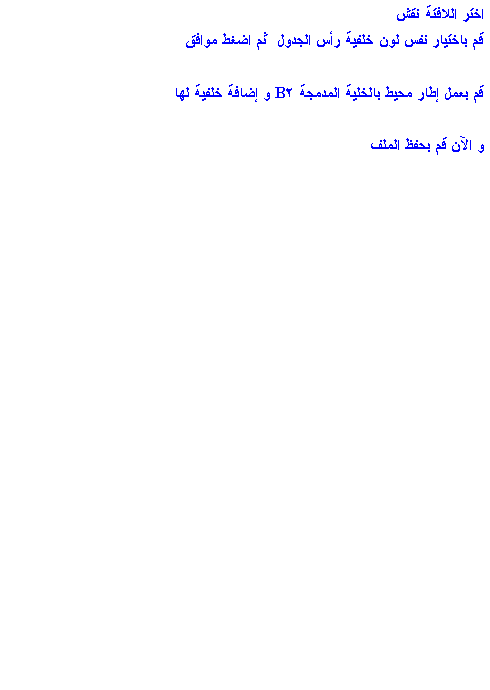 اختر اللافتة نقش
قم باختيار نفس لون خلفية رأس الجدول ثم اضغط موافق
قم بعمل إطار محيط بالخلية المدمجة B٢ و إضافة خلفية لها
و الآن قم بحفظ الملف